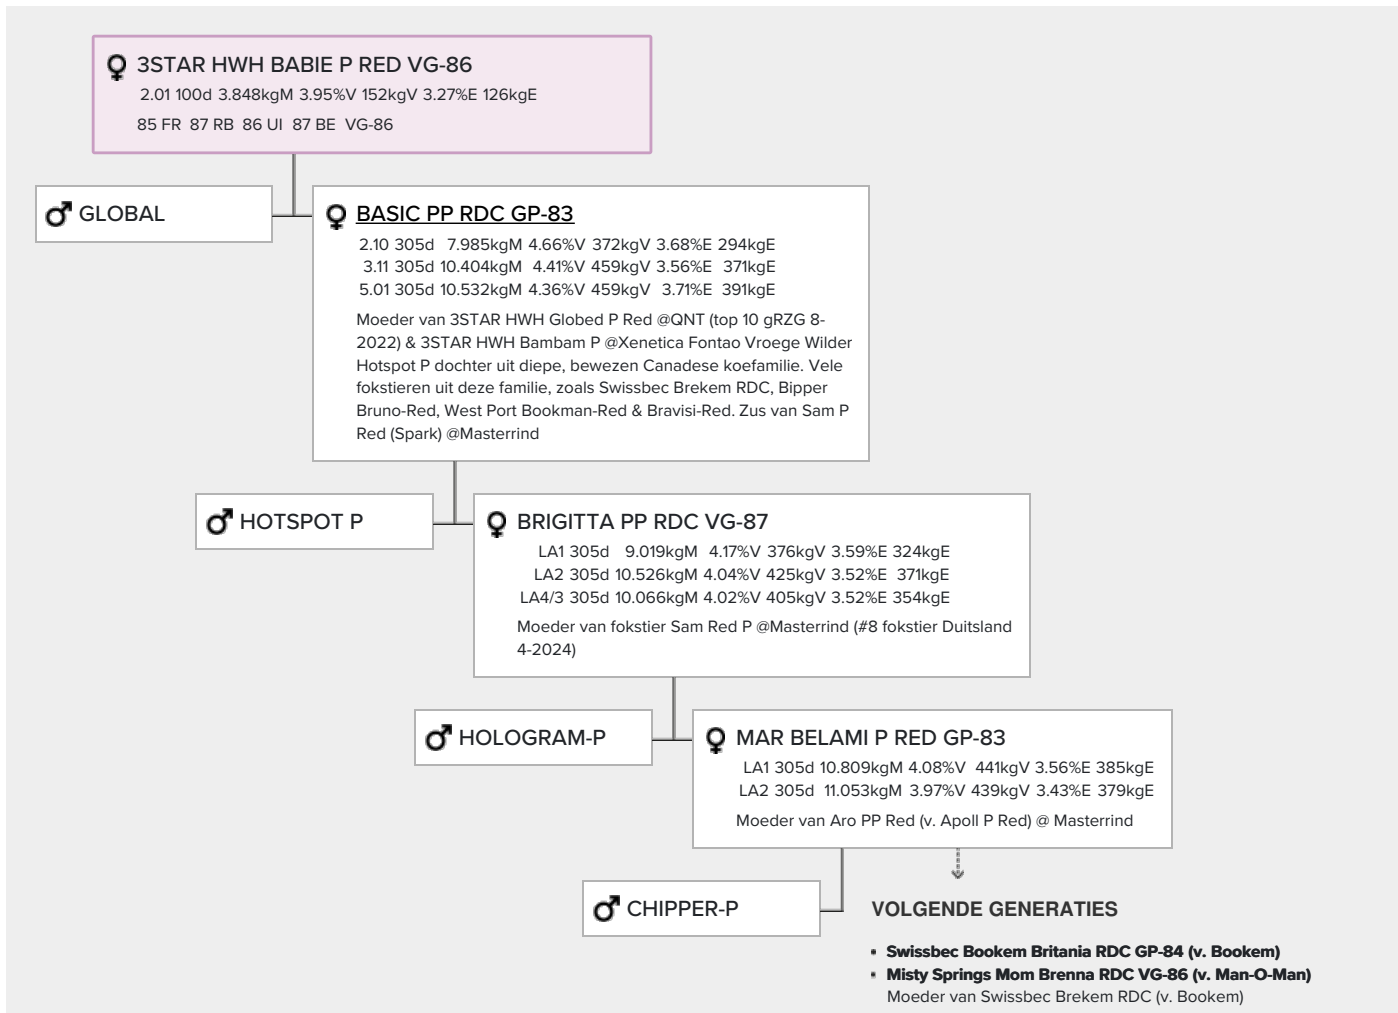 3STAR HWH BABIE P RED VG-86
2.01 100d 3.848kgM 3.95%V 152kgV 3.27%E 126kgE
85 FR 87 RB 86 UI 87 BE VG-86
GLOBAL
BASIC PP RDC GP-83
2.10 305d 7.985kgM 4.66%V 372kgV 3.68%E 294kgE
3.11 305d 10.404kgM 4.41%V 459kgV 3.56%E 371kgE
5.01 305d 10.532kgM 4.36%V 459kgV 3.71%E 391kgE
Moeder van 3STAR HWH Globed P Red @QNT (top 10 gRZG 8-
2022) & 3STAR HWH Bambam P @Xenetica Fontao Vroege Wilder
Hotspot P dochter uit diepe, bewezen Canadese koefamilie. Vele
fokstieren uit deze familie, zoals Swissbec Brekem RDC, Bipper
Bruno-Red, West Port Bookman-Red & Bravisi-Red. Zus van Sam P
Red (Spark) @Masterrind
HOTSPOT P
BRIGITTA PP RDC VG-87
LA1 305d 9.019kgM 4.17%V 376kgV 3.59%E 324kgE
LA2 305d 10.526kgM 4.04%V 425kgV 3.52%E 371kgE
LA4/3 305d 10.066kgM 4.02%V 405kgV 3.52%E 354kgE
Moeder van fokstier Sam Red P @Masterrind (#8 fokstier Duitsland
4-2024)
HOLOGRAM-P
MAR BELAMI P RED GP-83
LA1 305d 10.809kgM 4.08%V 441kgV 3.56%E 385kgE
LA2 305d 11.053kgM 3.97%V 439kgV 3.43%E 379kgE
Moeder van Aro PP Red (v. Apoll P Red) @ Masterrind
CHIPPER-P
VOLGENDE GENERATIES
• Swissbec Bookem Britania RDC GP-84 (v. Bookem)
• Misty Springs Mom Brenna RDC VG-86 (v. Man-O-Man)
Moeder van Swissbec Brekem RDC (v. Bookem)